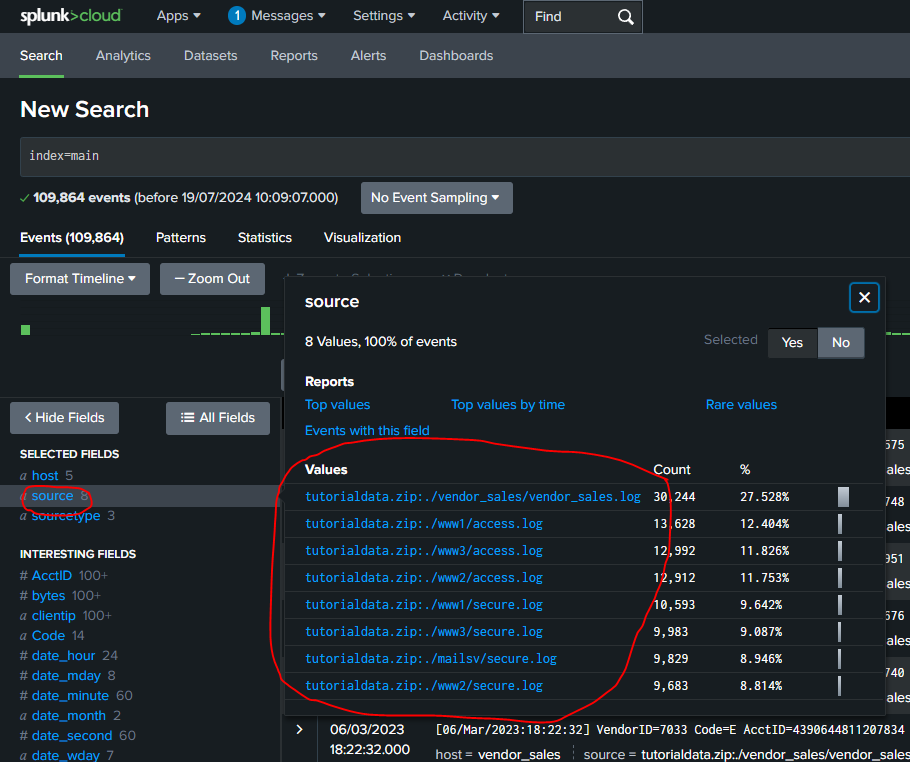 splunk>cloud Apps 1 Messages Settings Activity Find
Search Analytics Datasets Reports Alerts Dashboards
New Search
index=main
109,864 events (before 19/07/2024 10:09:07.000) No Event Sampling
Events (109,864) Patterns Statistics Visualization
Format Timeline — Zoom Out
source
8 Values, 100% of events Selected Yes No
Reports
Top values Top values by time Rare values
Events with this field
Values Count %
tutorialdata.zip:./vendor_sales/vendor_sales.log 30,244 27.528%
tutorialdata.zip:./www1/access.log 13,628 12.404%
tutorialdata.zip:./www3/access.log 12,992 11.826%
tutorialdata.zip:./www2/access.log 12,912 11.753%
tutorialdata.zip:./www1/secure.log 10,593 9.642%
tutorialdata.zip:./www3/secure.log 9,983 9.087%
tutorialdata.zip:./mailsv/secure.log 9,829 8.946%
tutorialdata.zip:./www2/secure.log 9,683 8.814%
< Hide Fields All Fields
SELECTED FIELDS
a host 5
a source 8
a sourcetype 3
INTERESTING FIELDS
# AcctID 100+
# bytes 100+
a clientip 100+
a Code 14
# date_hour 24
# date_mday 8
# date_minute 60
a date_month 2
# date_second 60
a date_wday 7
575
ales
748
ales
951
ales
676
ales
740
ales
> 06/03/2023 [06/Mar/2023:18:22:32] VendorID=7033 Code=E AcctID=4390644811207834
18:22:32.000 host = vendor_sales source = tutorialdata.zip:./vendor_sales/vendor_sales